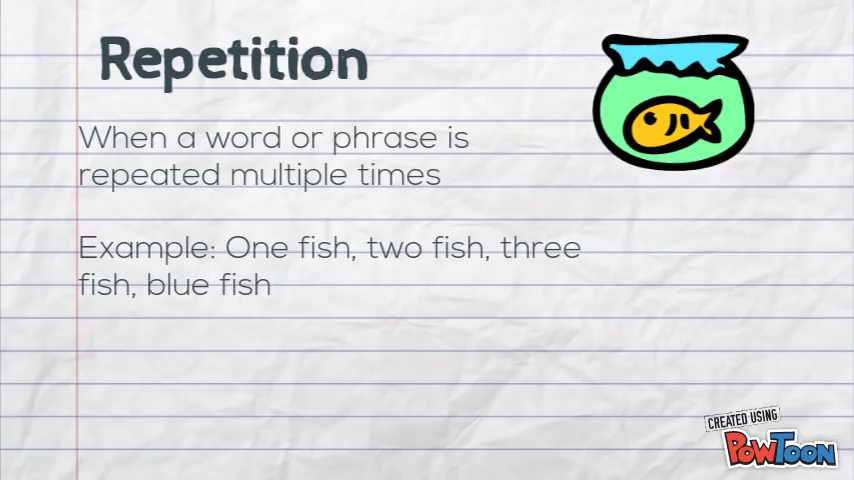 Repetition
When a word or phrase is
repeated multiple times
Example: One fish, two fish, three
fish, blue fish
CREATED USING
POWTOON